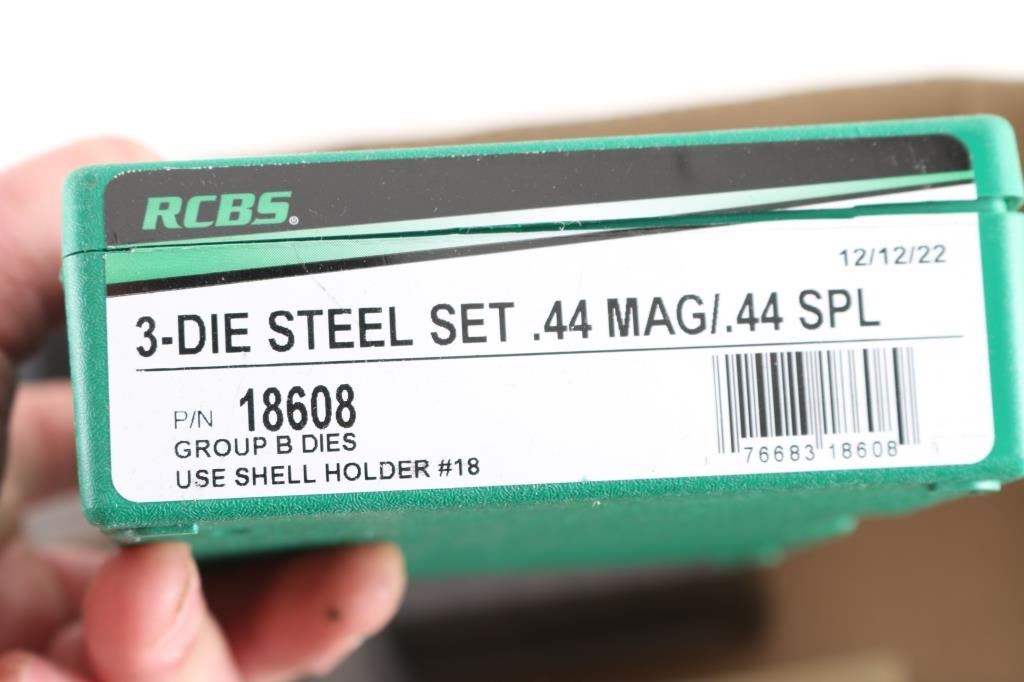 RCBS®
12/12/22
3-DIE STEEL SET .44 MAG/.44 SPL
P/N 18608
GROUP B DIES
USE SHELL HOLDER #18
76683 18608